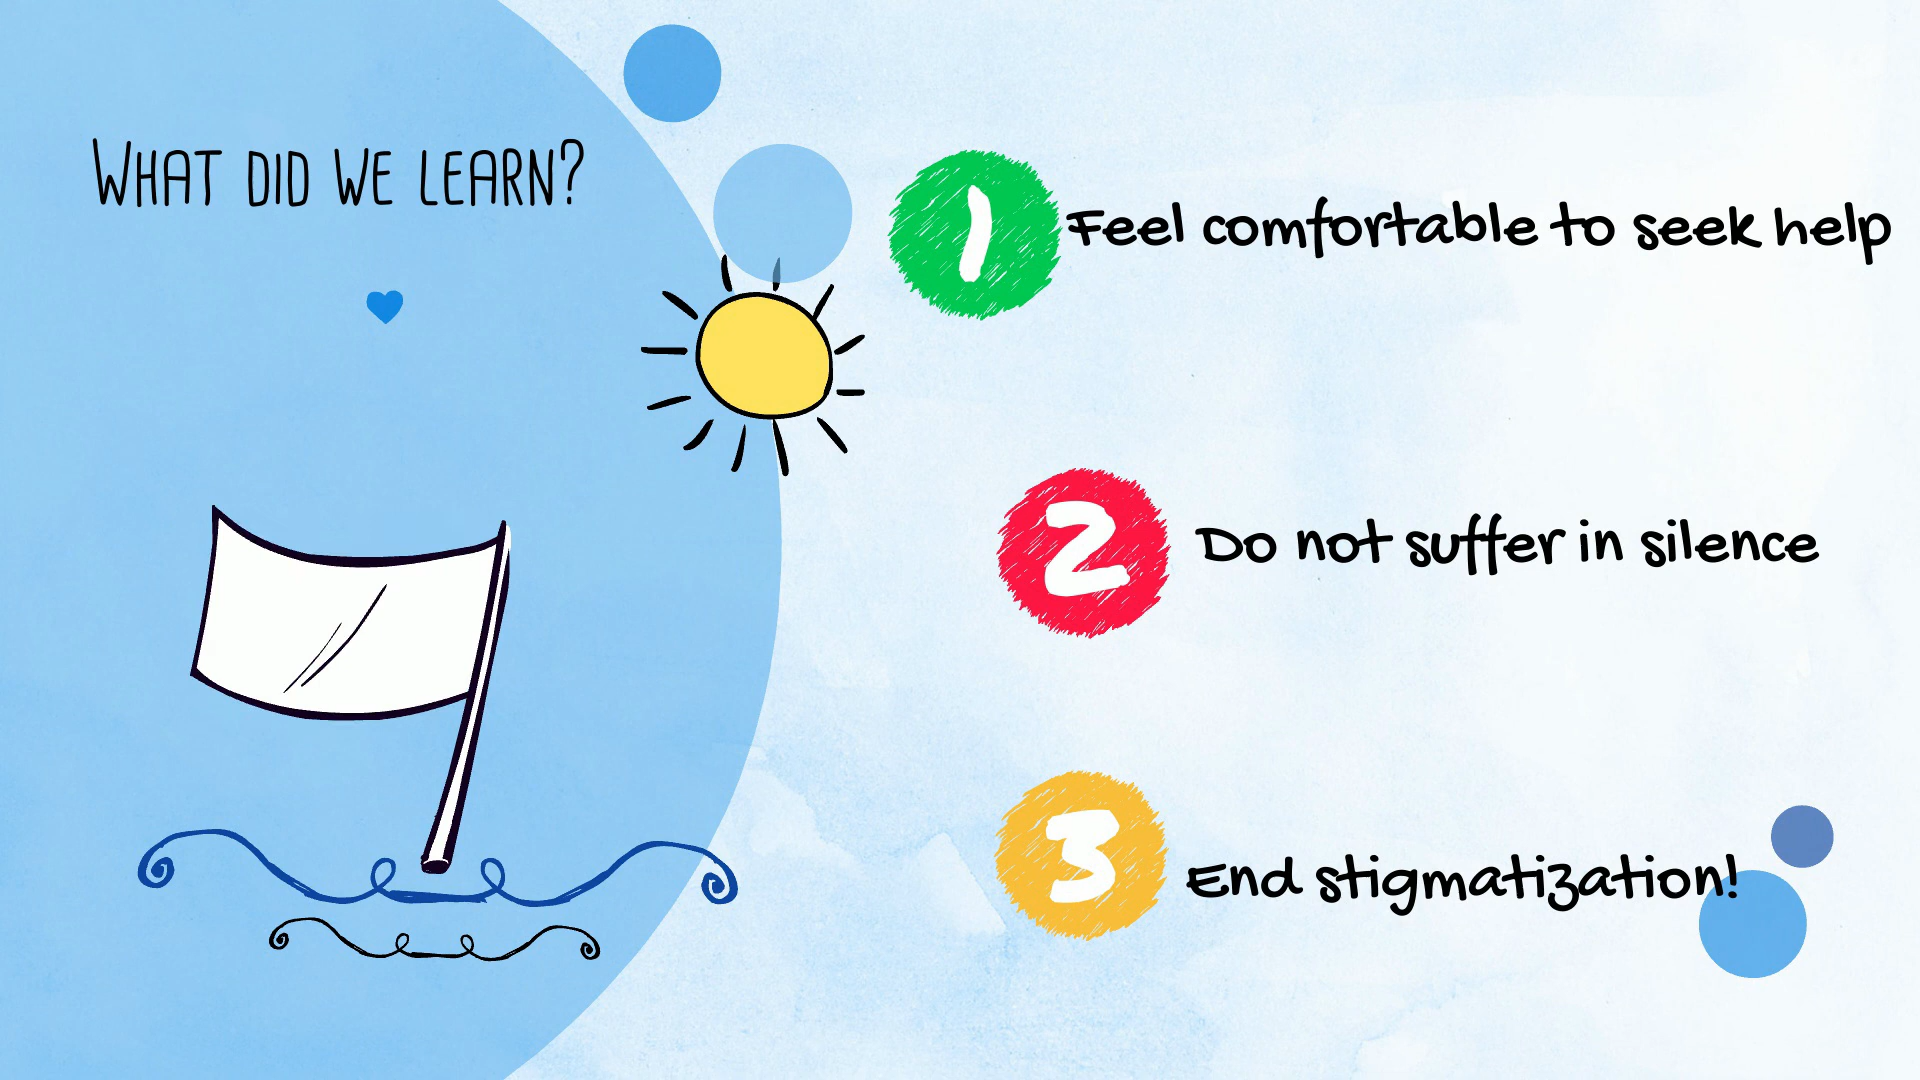 What did we learn?
1 Feel comfortable to seek help
2 Do not suffer in silence
3 End stigmatization!